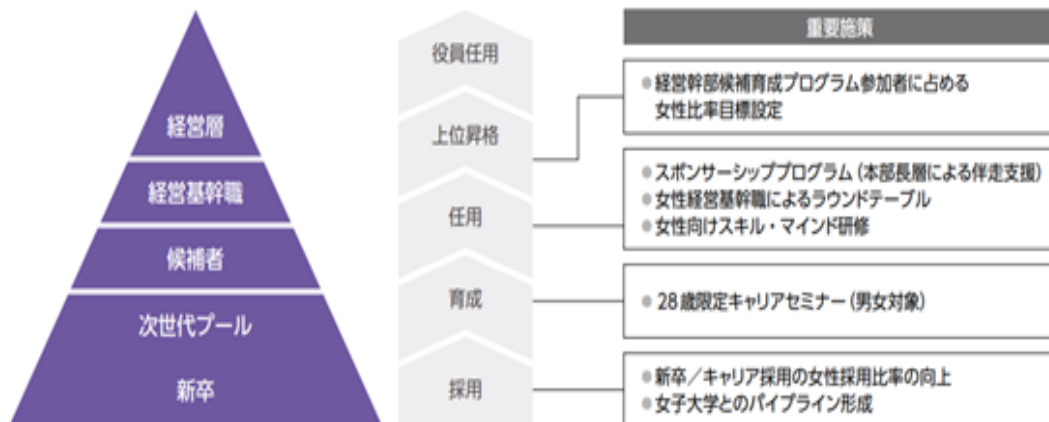 経営層
経営基幹職
候補者
次世代プール
新卒
役員任用
上位昇格
任用
育成
採用
重要施策
●経営幹部候補育成プログラム参加者に占める
女性比率目標設定
●スポンサーシッププログラム(本部長層による伴走支援)
●女性経営基幹職によるラウンドテーブル
●女性向けスキル・マインド研修
●28歳限定キャリアセミナー(男女対象)
●新卒/キャリア採用の女性採用比率の向上
●女子大学とのパイプライン形成